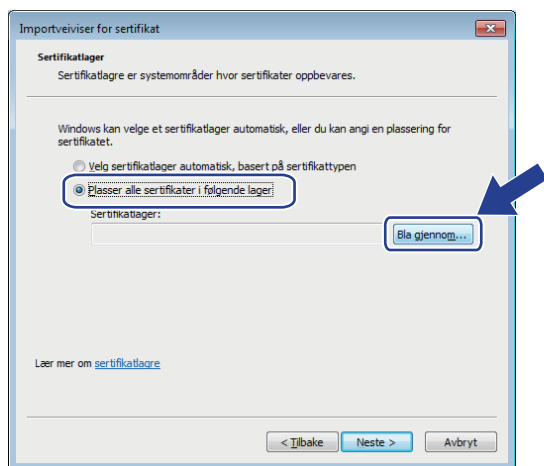 Importveiviser for sertifikat
Sertifikatlager
Sertifikatlagre er systemområder hvor sertifikater oppbevares.
Windows kan velge et sertifikatlager automatisk, eller du kan angi en plassering for
sertifikatet.
Velg sertifikatlager automatisk, basert på sertifikattypen
Plasser alle sertifikater i følgende lager
Sertifikatlager:
Bla gjennom...
Lær mer om sertifikatlagre
< Tilbake
Neste >
Avbryt